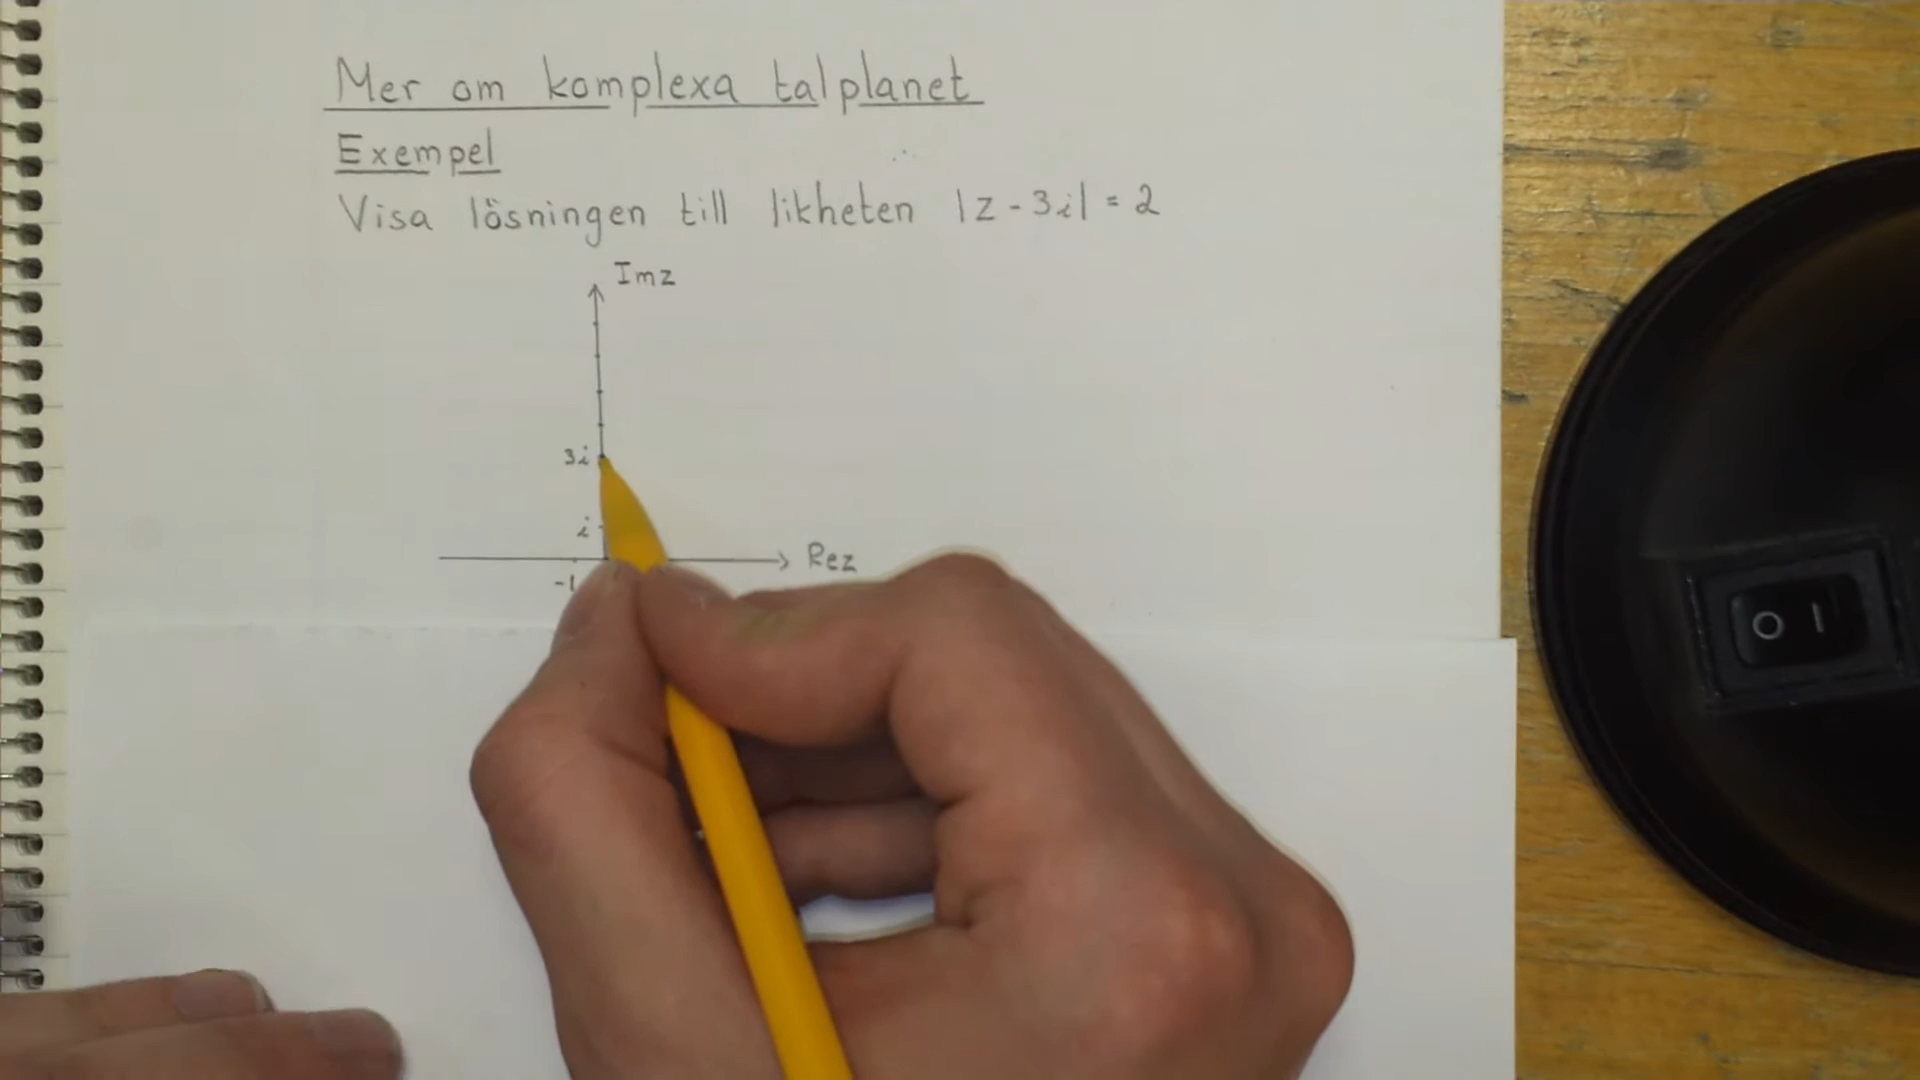 Mer om komplexa talplanet
Exempel
Visa lösningen till likheten |z - 3i| = 2
Imz
3i
i
Rez
-1